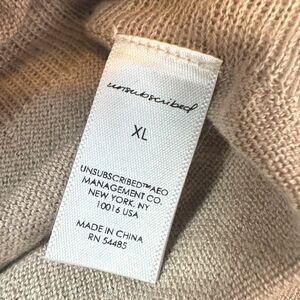 unsubscribed
XL
UNSUBSCRIBED™AEO
MANAGEMENT CO.
NEW YORK, NY
10016 USA
MADE IN CHINA
RN 54485